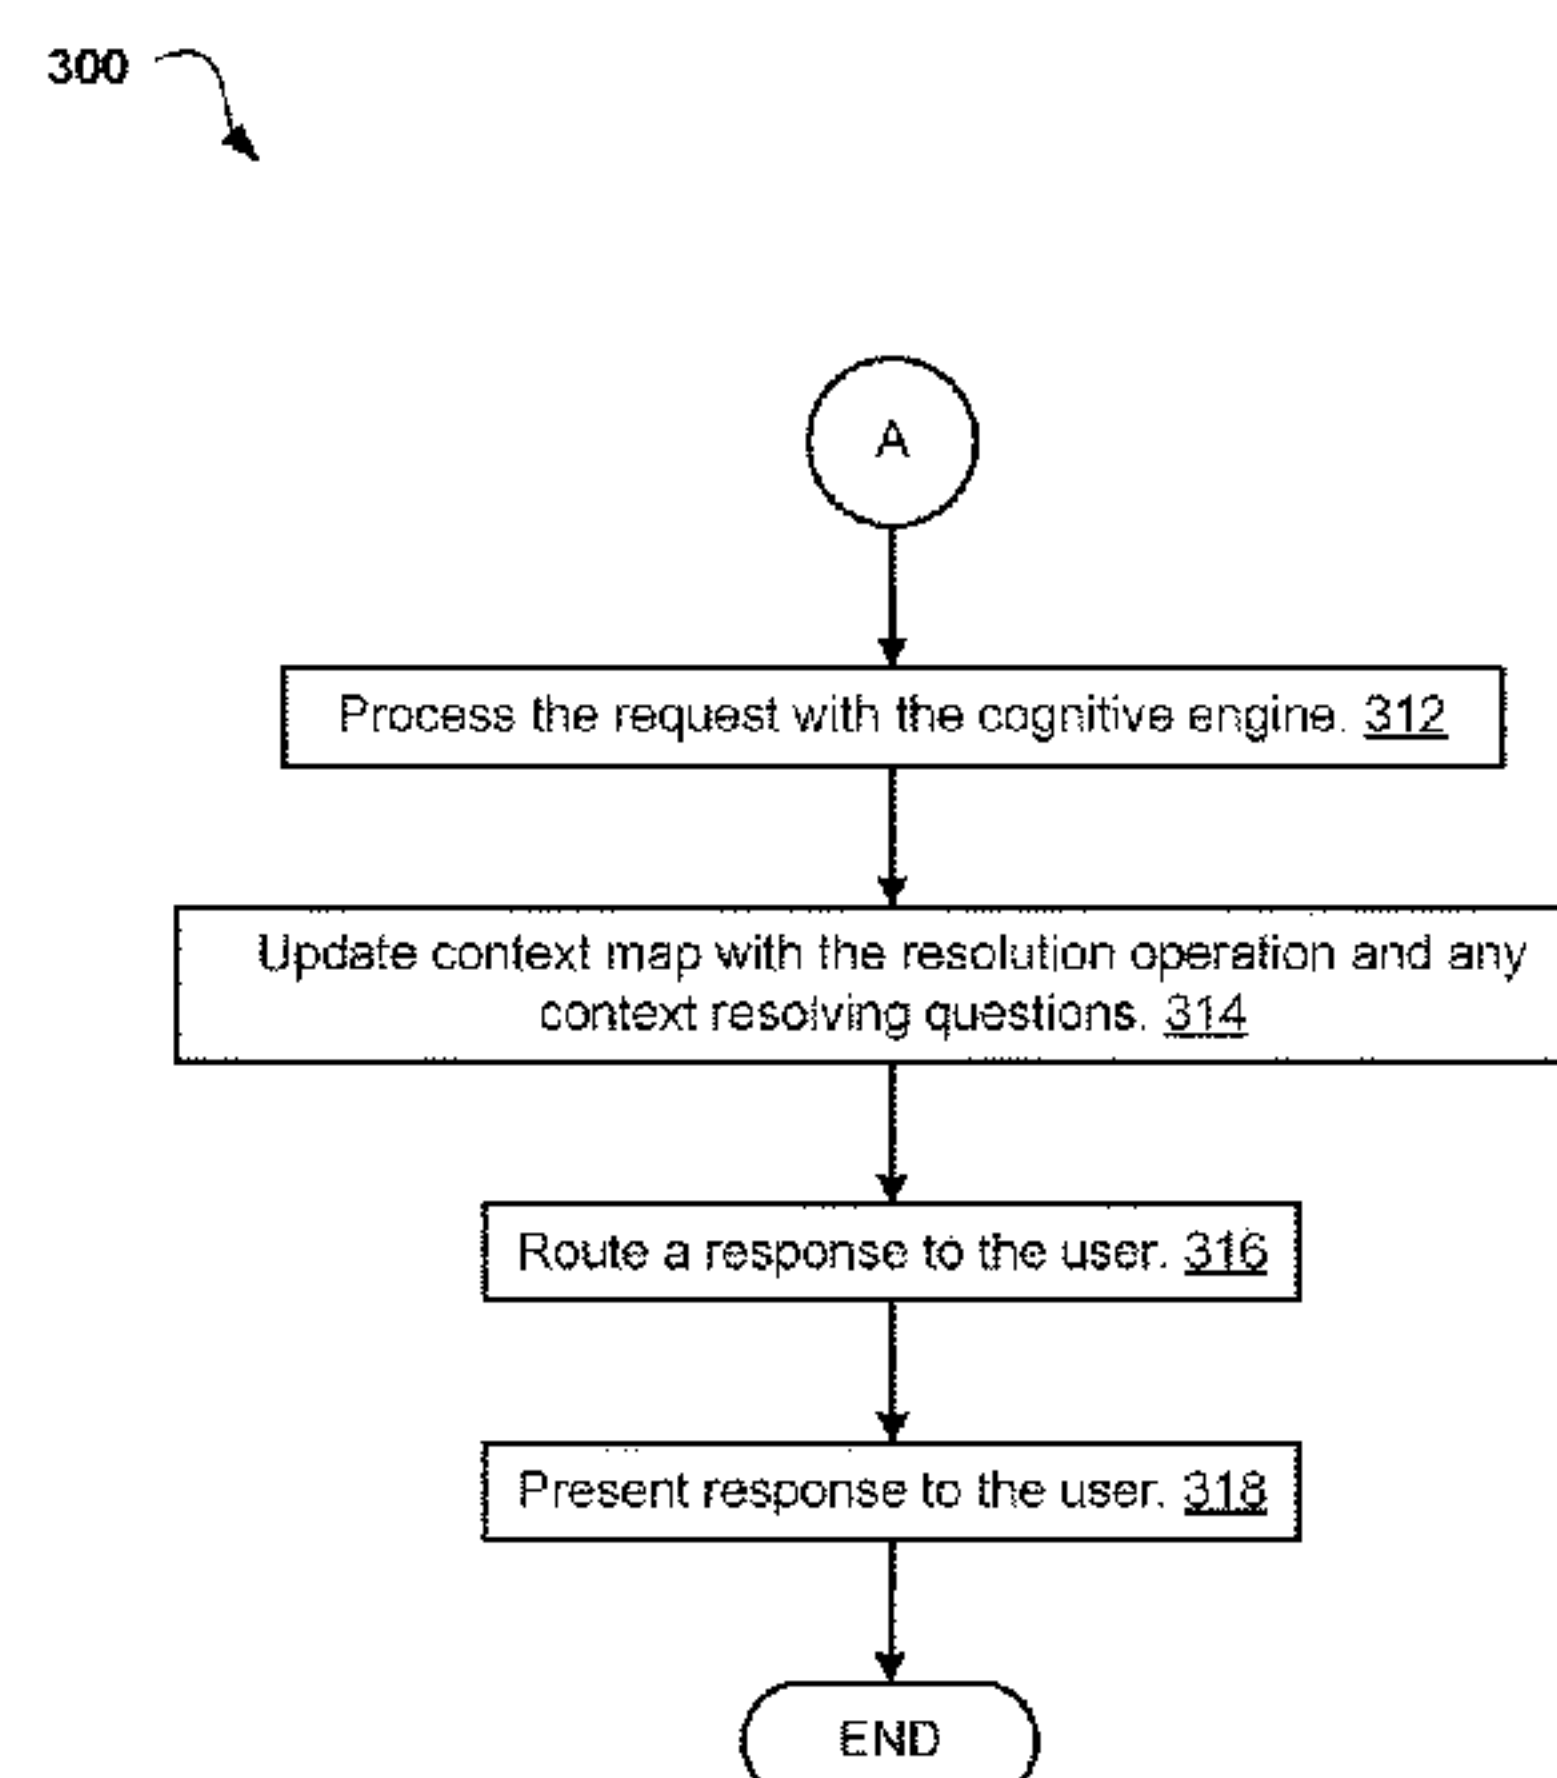 300
A
Process the request with the cognitive engine. 312
Update context map with the resolution operation and any
context resolving questions. 314
Route a response to the user. 316
Present response to the user. 318
END